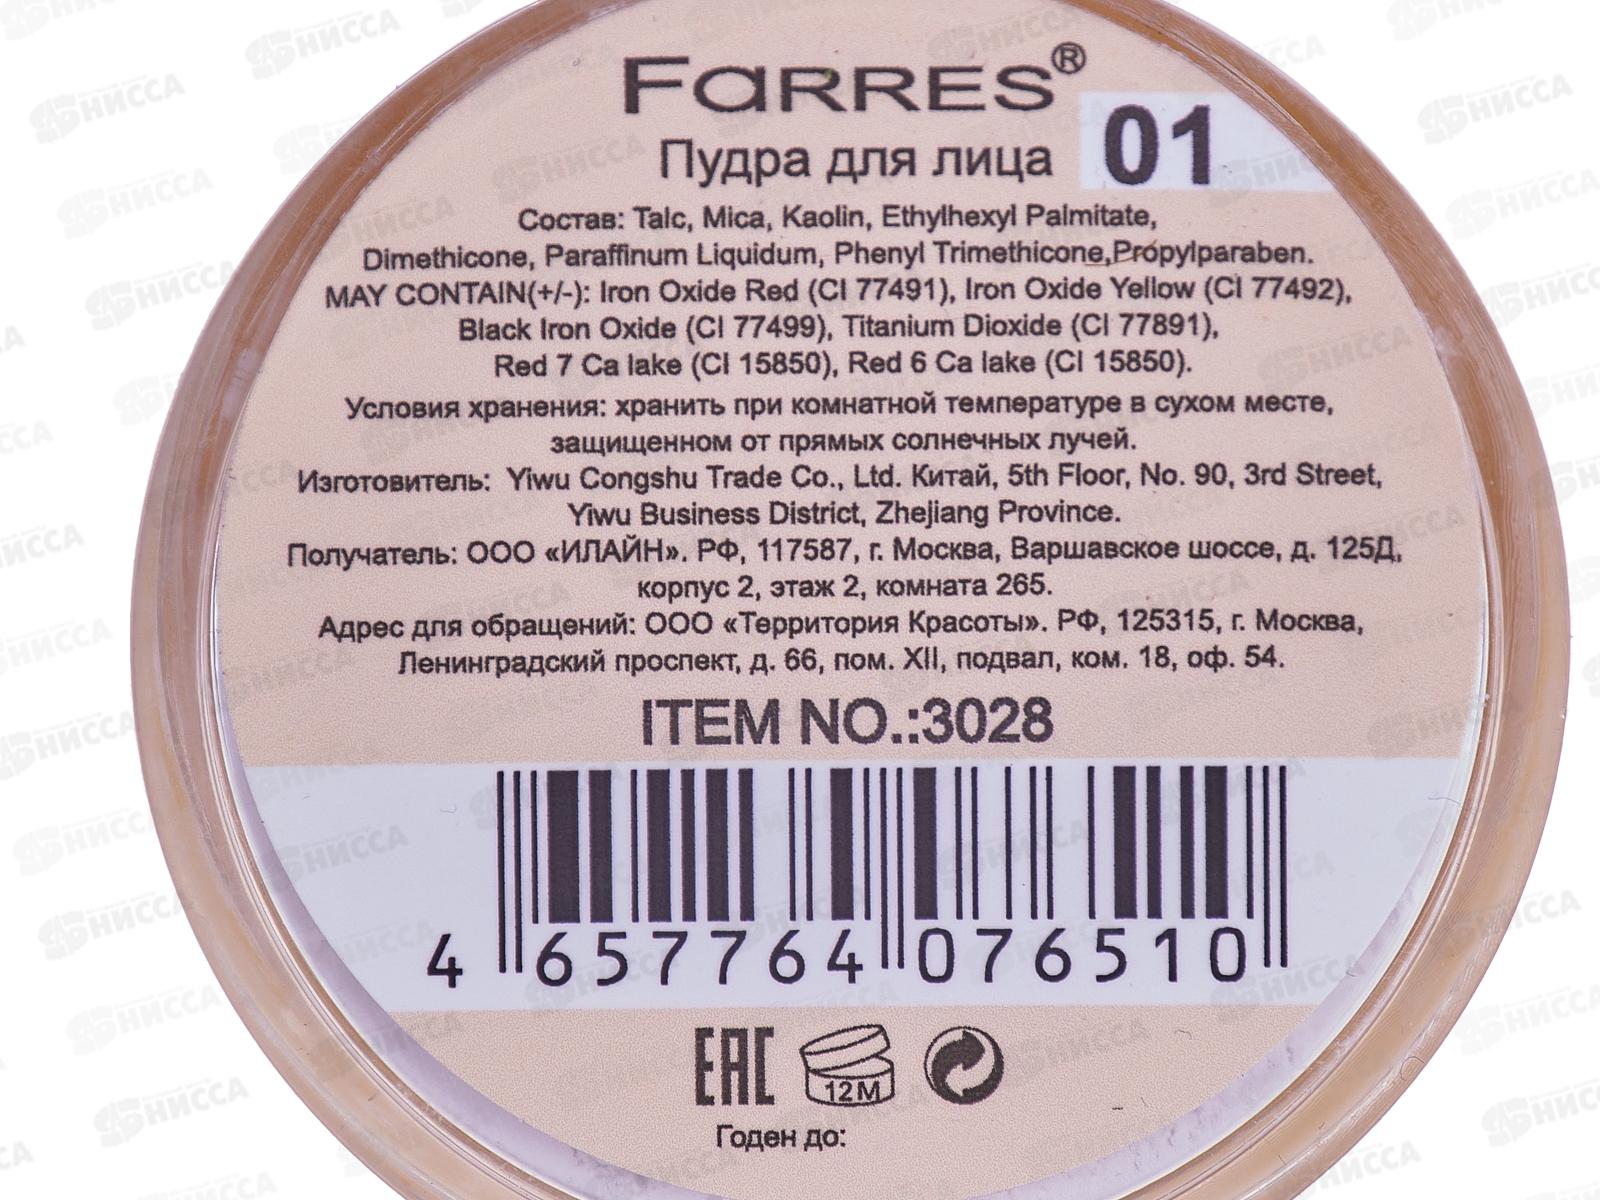 FARRES®
Пудра для лица 01
Состав: Talc, Mica, Kaolin, Ethylhexyl Palmitate,
Dimethicone, Paraffinum Liquidum, Phenyl Trimethicone,Propylparaben.
MAY CONTAIN(+/-): Iron Oxide Red (CI 77491), Iron Oxide Yellow (CI 77492),
Black Iron Oxide (CI 77499), Titanium Dioxide (CI 77891),
Red 7 Ca lake (CI 15850), Red 6 Ca lake (CI 15850).
Условия хранения: хранить при комнатной температуре в сухом месте,
защищенном от прямых солнечных лучей.
Изготовитель: Yiwu Congshu Trade Co., Ltd. Китай, 5th Floor, No. 90, 3rd Street,
Yiwu Business District, Zhejiang Province.
Получатель: ООО «ИЛАЙН». РФ, 117587, г. Москва, Варшавское шоссе, д. 125Д,
корпус 2, этаж 2, комната 265.
Адрес для обращений: ООО «Территория Красоты». РФ, 125315, г. Москва,
Ленинградский проспект, д. 66, пом. XII, подвал, ком. 18, оф. 54.
ITEM NO.:3028
4 657764 076510
EAC 12M
Годен до:
НИССА